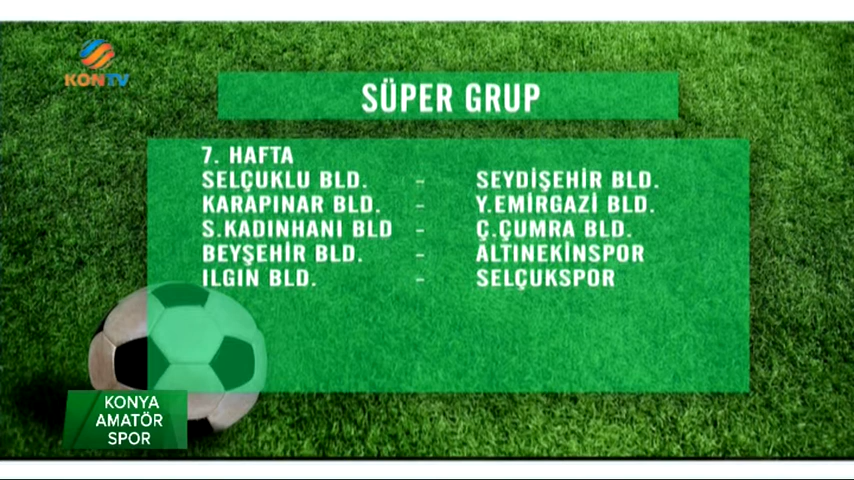 KONTV
SÜPER GRUP
7. HAFTA
SELÇUKLU BLD. - SEYDİŞEHİR BLD.
KARAPINAR BLD. - Y.EMİRGAZİ BLD.
S.KADINHANI BLD - Ç.ÇUMRA BLD.
BEYŞEHİR BLD. - ALTINEKİNSPOR
ILGIN BLD. - SELÇUKSPOR
KONYA
AMATÖR
SPOR